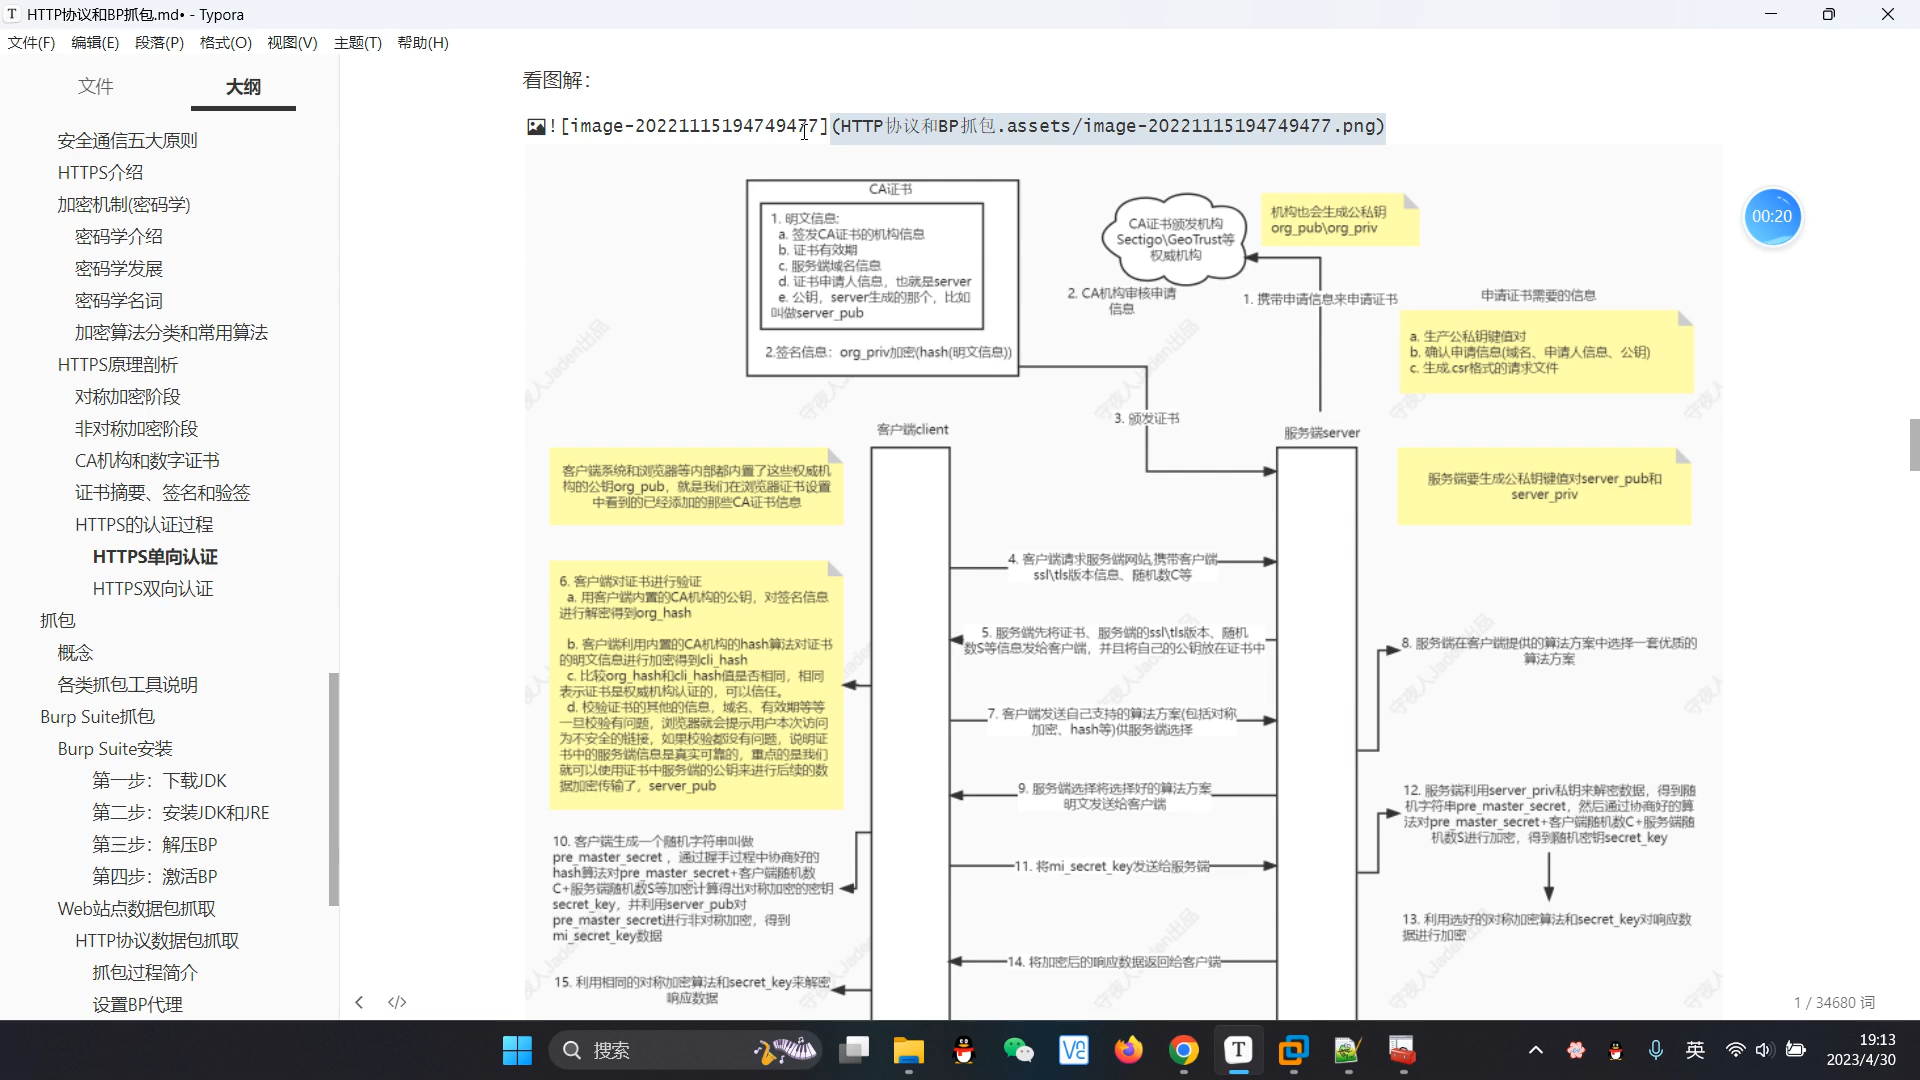 HTTP协议和BP抓包.md• - Typora
文件(F) 编辑(E) 段落(P) 格式(O) 视图(V) 主题(T) 帮助(H)
文件 大纲
安全通信五大原则
HTTPS介绍
加密机制(密码学)
密码学介绍
密码学发展
密码学名词
加密算法分类和常用算法
HTTPS原理剖析
对称加密阶段
非对称加密阶段
CA机构和数字证书
证书摘要、签名和验签
HTTPS的认证过程
HTTPS单向认证
HTTPS双向认证
抓包
概念
各类抓包工具说明
Burp Suite抓包
Burp Suite安装
第一步：下载JDK
第二步：安装JDK和JRE
第三步：解压BP
第四步：激活BP
Web站点数据包抓取
HTTP协议数据包抓取
抓包过程简介
设置BP代理
看图解：
![image-20221115194749477](HTTP协议和BP抓包.assets/image-20221115194749477.png)
CA证书
1. 明文信息:
a. 签发CA证书的机构信息
b. 证书有效期
c. 服务端域名信息
d. 证书申请人信息，也就是server
e. 公钥，server生成的那个，比如
叫做server_pub
2.签名信息：org_priv加密(hash(明文信息))
CA证书颁发机构
Sectigo\GeoTrust等
权威机构
机构也会生成公私钥
org_pub\org_priv
2. CA机构审核申请
信息
1. 携带申请信息来申请证书
申请证书需要的信息
a. 生产公私钥键值对
b. 确认申请信息(域名、申请人信息、公钥)
c. 生成.csr格式的请求文件
3. 颁发证书
客户端client
服务端server
客户端系统和浏览器等内部都内置了这些权威机
构的公钥org_pub，就是我们在浏览器证书设置
中看到的已经添加的那些CA证书信息
服务端要生成公私钥键值对server_pub和
server_priv
4. 客户端请求服务端网站,携带客户端
ssl\tls版本信息、随机数C等
6. 客户端对证书进行验证
a. 用客户端内置的CA机构的公钥，对签名信息
进行解密得到org_hash
b. 客户端利用内置的CA机构的hash算法对证书
的明文信息进行加密得到cli_hash
c. 比较org_hash和cli_hash值是否相同，相同
表示证书是权威机构认证的，可以信任。
d. 校验证书的其他的信息，域名、有效期等等
一旦校验有问题，浏览器就会提示用户本次访问
为不安全的链接，如果校验都没有问题，说明证
书中的服务端信息是真实可靠的，重点的是我们
就可以使用证书中服务端的公钥来进行后续的数
据加密传输了，server_pub
5. 服务端先将证书、服务端的ssl\tls版本、随机
数S等信息发给客户端，并且将自己的公钥放在证书中
8. 服务端在客户端提供的算法方案中选择一套优质的
算法方案
7. 客户端发送自己支持的算法方案(包括对称
加密、hash等)供服务端选择
9. 服务端选择将选择好的算法方案
明文发送给客户端
12. 服务端利用server_priv私钥来解密数据，得到随
机字符串pre_master_secret，然后通过协商好的算
法对pre_master_secret+客户端随机数C+服务端随
机数S进行加密，得到随机密钥secret_key
10. 客户端生成一个随机字符串叫做
pre_master_secret ，通过握手过程中协商好的
hash算法对pre_master_secret+客户端随机数
C+服务端随机数S等加密计算得出对称加密的密钥
secret_key，并利用server_pub对
pre_master_secret进行非对称加密，得到
mi_secret_key数据
11. 将mi_secret_key发送给服务端
13. 利用选好的对称加密算法和secret_key对响应数
据进行加密
14. 将加密后的响应数据返回给客户端
15. 利用相同的对称加密算法和secret_key来解密
响应数据
守夜人Jaden出品
00:20
1 / 34680 词
搜索
英
19:13
2023/4/30